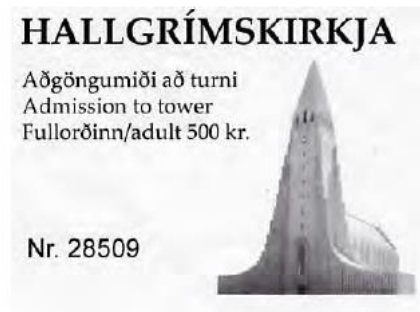 HALLGRÍMSKIRKJA
Aðgöngumiði að turni
Admission to tower
Fullorðinn/adult 500 kr.
Nr. 28509